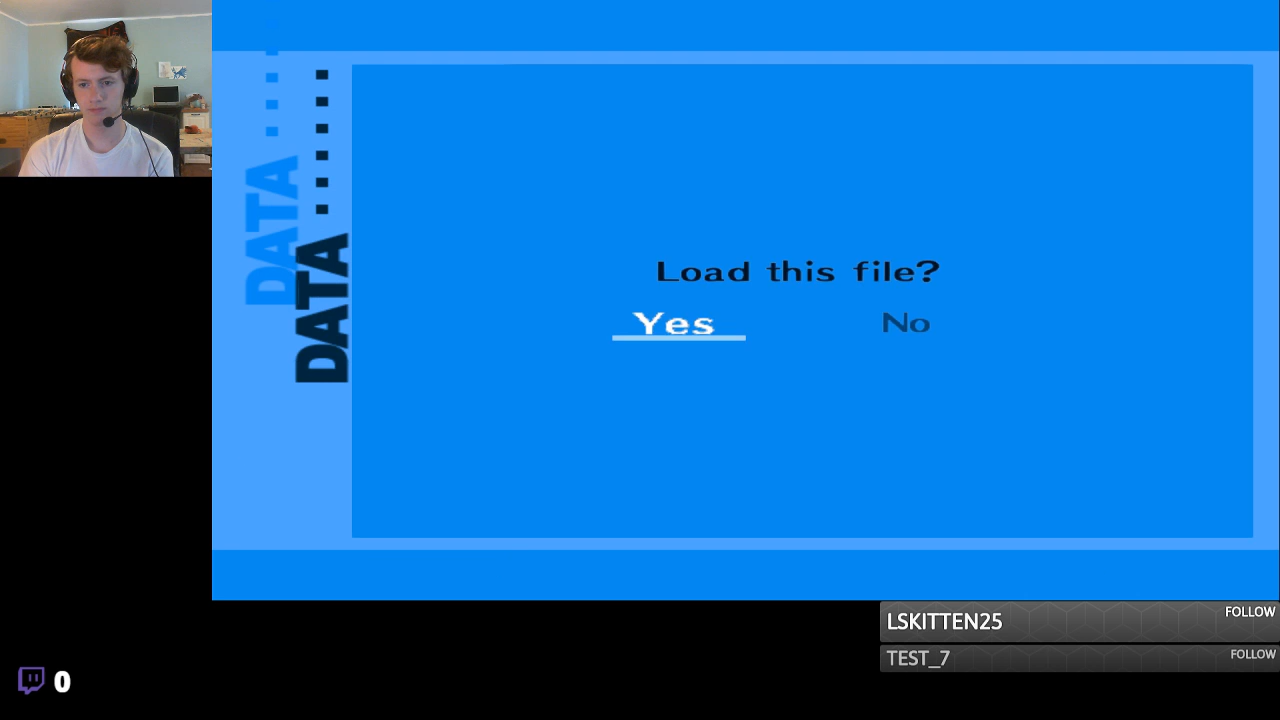 DATA
DATA
Load this file?
Yes No
LSKITTEN25 FOLLOW
TEST_7 FOLLOW
0